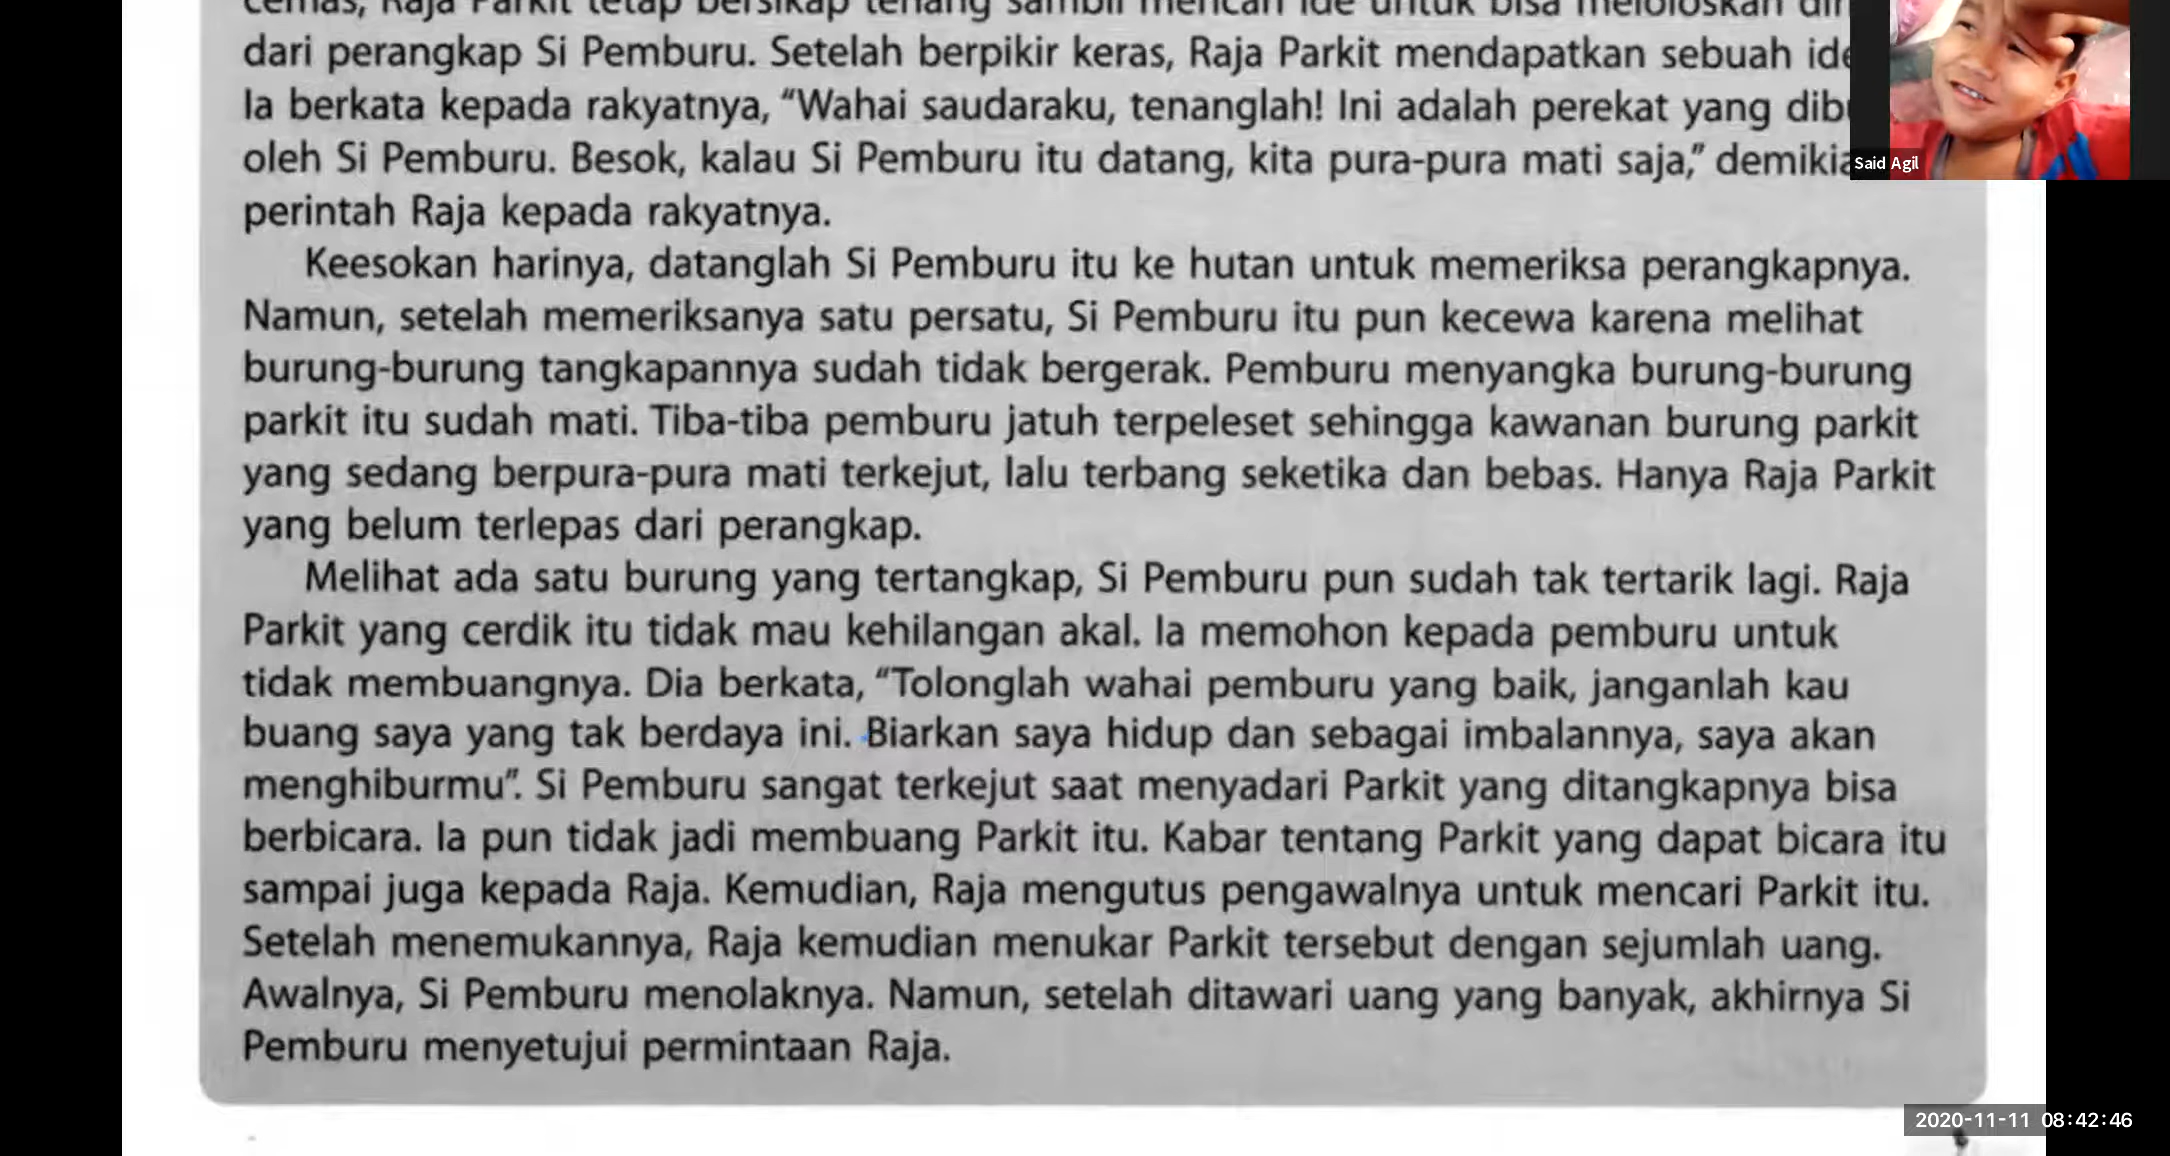 cemas, Raja Parkit tetap bersikap tenang sambil mencari ide untuk bisa meloloskan
dari perangkap Si Pemburu. Setelah berpikir keras, Raja Parkit mendapatkan sebuah
Ia berkata kepada rakyatnya, “Wahai saudaraku, tenanglah! Ini adalah perekat yang
oleh Si Pemburu. Besok, kalau Si Pemburu itu datang, kita pura-pura mati saja,”
Said Agil
perintah Raja kepada rakyatnya.
Keesokan harinya, datanglah Si Pemburu itu ke hutan untuk memeriksa perangkapnya.
Namun, setelah memeriksanya satu persatu, Si Pemburu itu pun kecewa karena melihat
burung-burung tangkapannya sudah tidak bergerak. Pemburu menyangka burung-burung
parkit itu sudah mati. Tiba-tiba pemburu jatuh terpeleset sehingga kawanan burung parkit
yang sedang berpura-pura mati terkejut, lalu terbang seketika dan bebas. Hanya Raja Parkit
yang belum terlepas dari perangkap.
Melihat ada satu burung yang tertangkap, Si Pemburu pun sudah tak tertarik lagi. Raja
Parkit yang cerdik itu tidak mau kehilangan akal. Ia memohon kepada pemburu untuk
tidak membuangnya. Dia berkata, “Tolonglah wahai pemburu yang baik, janganlah kau
buang saya yang tak berdaya ini. Biarkan saya hidup dan sebagai imbalannya, saya akan
menghiburmu”. Si Pemburu sangat terkejut saat menyadari Parkit yang ditangkapnya bisa
berbicara. Ia pun tidak jadi membuang Parkit itu. Kabar tentang Parkit yang dapat bicara itu
sampai juga kepada Raja. Kemudian, Raja mengutus pengawalnya untuk mencari Parkit itu.
Setelah menemukannya, Raja kemudian menukar Parkit tersebut dengan sejumlah uang.
Awalnya, Si Pemburu menolaknya. Namun, setelah ditawari uang yang banyak, akhirnya Si
Pemburu menyetujui permintaan Raja.
2020-11-11 08:42:46